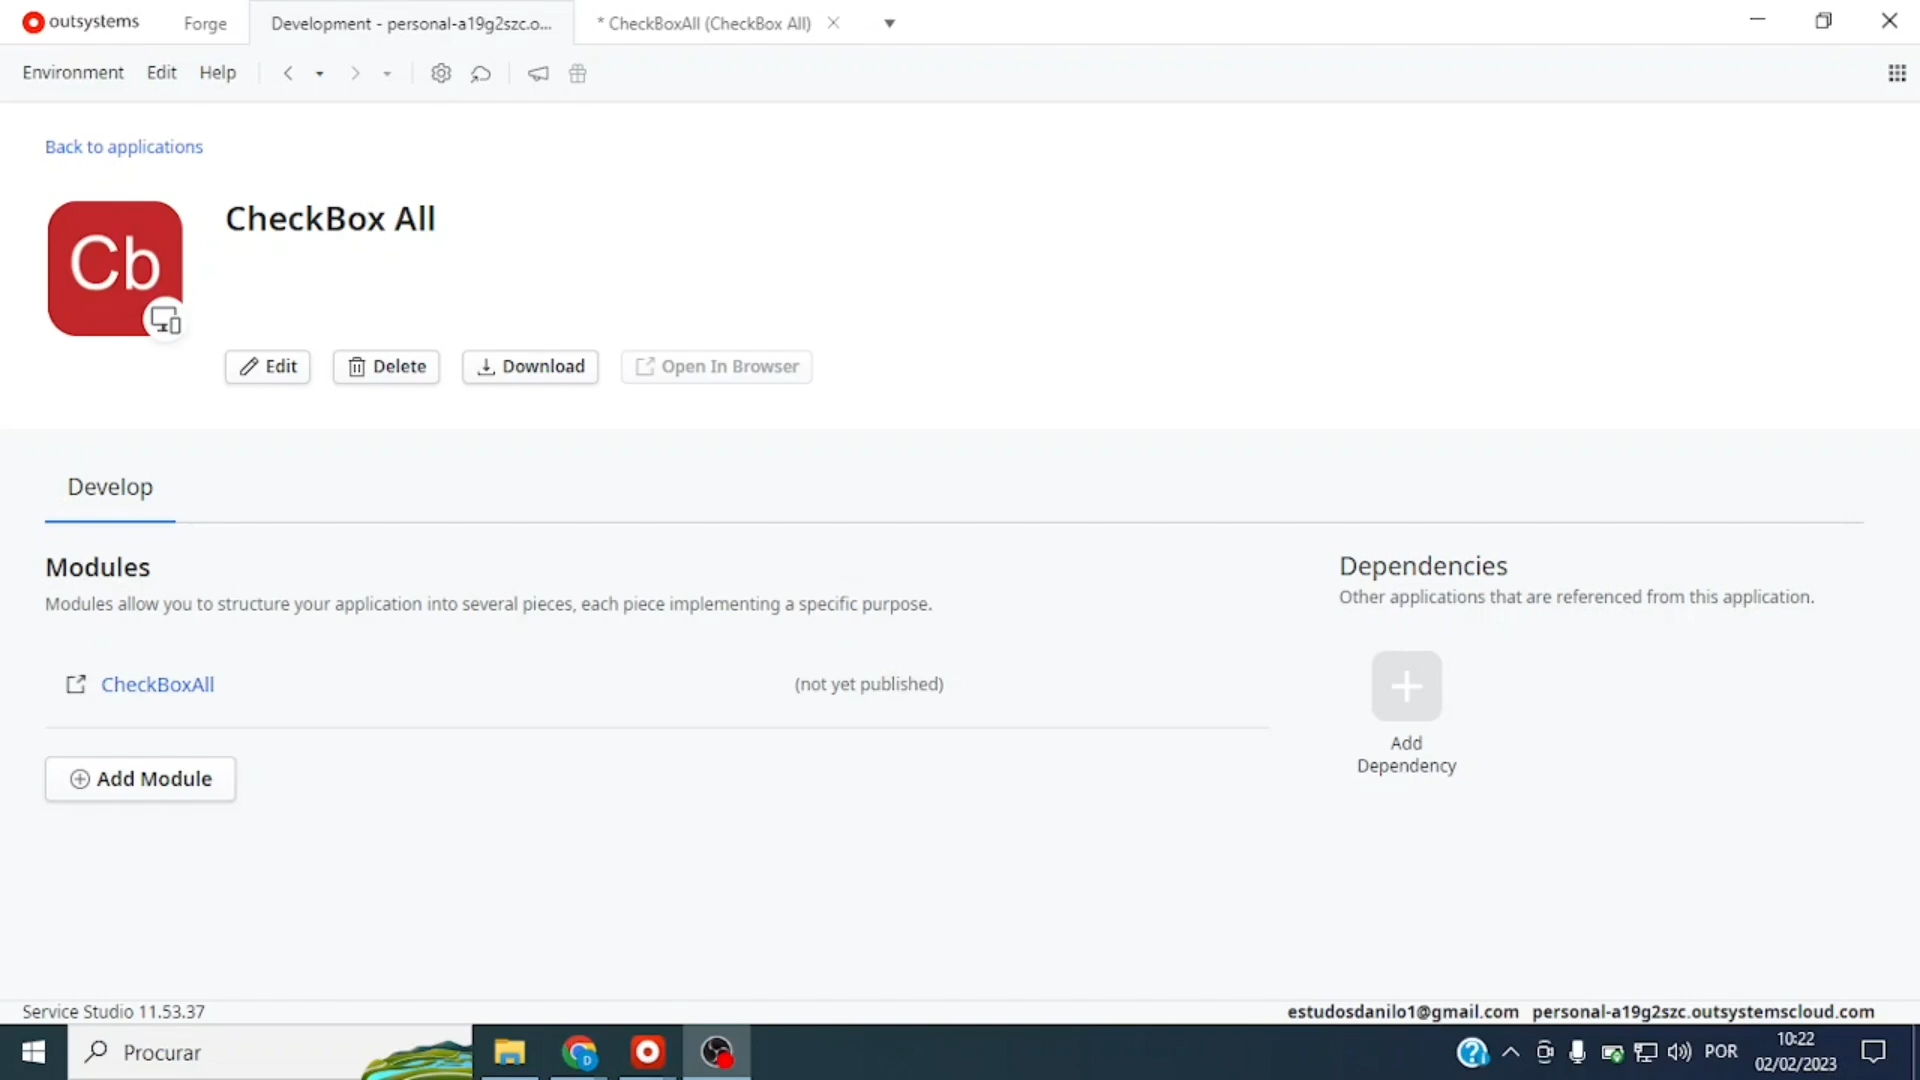 outsystems
Forge
Development - personal-a19g2szc.o...
* CheckBoxAll (CheckBox All)
Environment
Edit
Help
Back to applications
Cb
CheckBox All
Edit
Delete
Download
Open In Browser
Develop
Modules
Modules allow you to structure your application into several pieces, each piece implementing a specific purpose.
CheckBoxAll
(not yet published)
Add Module
Dependencies
Other applications that are referenced from this application.
Add
Dependency
Service Studio 11.53.37
estudosdanilo1@gmail.com
personal-a19g2szc.outsystemscloud.com
Procurar
D
POR
10:22
02/02/2023